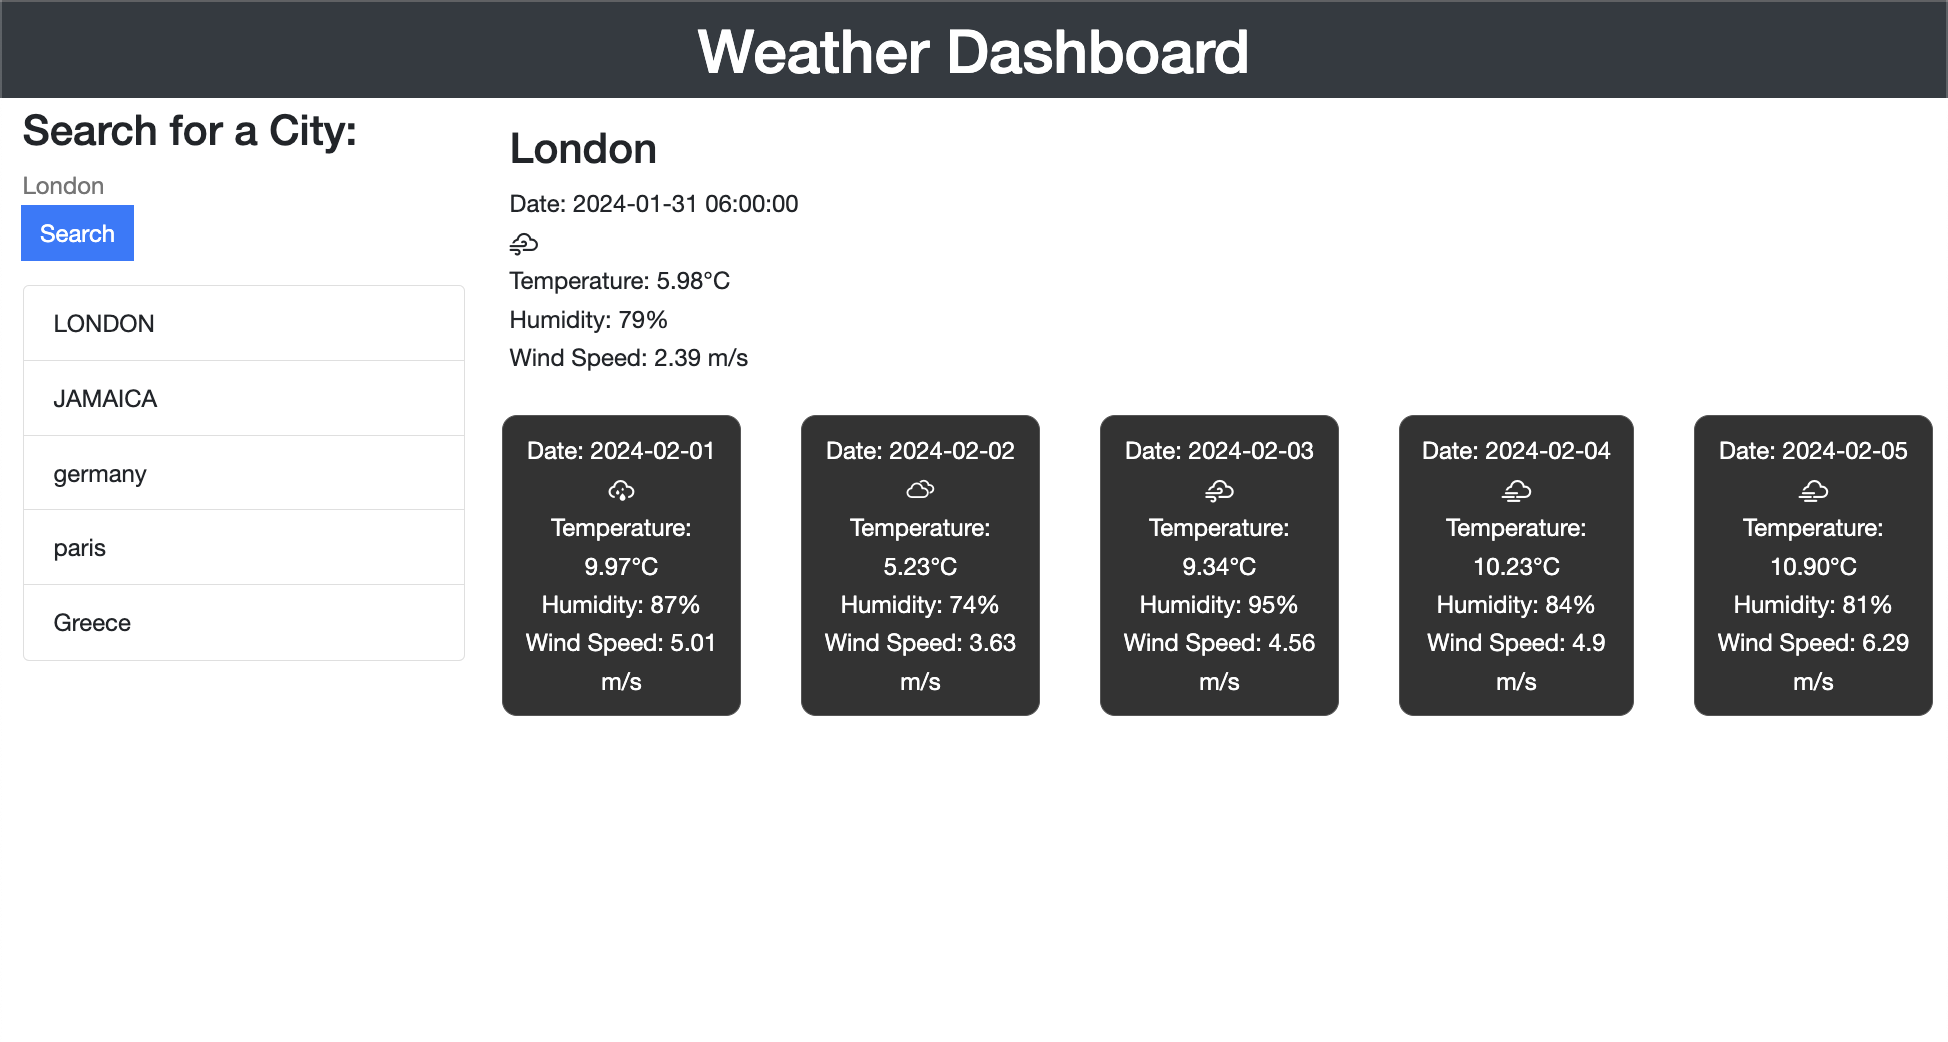 Weather Dashboard
Search for a City:
London
Search
LONDON
JAMAICA
germany
paris
Greece
London
Date: 2024-01-31 06:00:00
Temperature: 5.98°C
Humidity: 79%
Wind Speed: 2.39 m/s
Date: 2024-02-01
Temperature:
9.97°C
Humidity: 87%
Wind Speed: 5.01
m/s
Date: 2024-02-02
Temperature:
5.23°C
Humidity: 74%
Wind Speed: 3.63
m/s
Date: 2024-02-03
Temperature:
9.34°C
Humidity: 95%
Wind Speed: 4.56
m/s
Date: 2024-02-04
Temperature:
10.23°C
Humidity: 84%
Wind Speed: 4.9
m/s
Date: 2024-02-05
Temperature:
10.90°C
Humidity: 81%
Wind Speed: 6.29
m/s